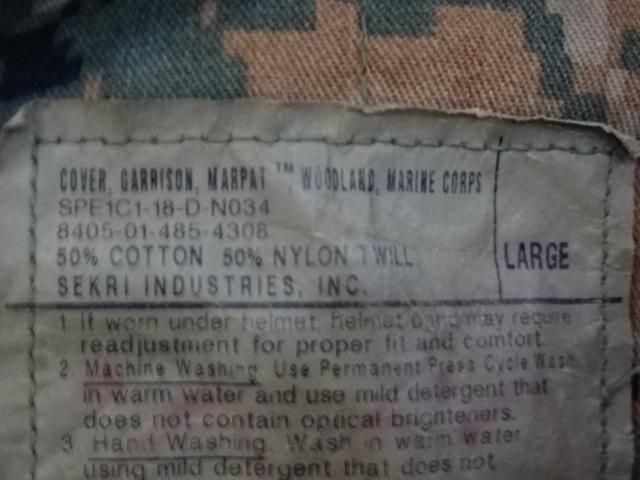 COVER, GARRISON, MARPAT ™, WOODLAND, MARINE CORPS
SPE1C1-18-D-N034
8405-01-485-4308
50% COTTON 50% NYLON TWILL
LARGE
SEKRI INDUSTRIES, INC.
1. If worn under helmet, helmet band may require
readjustment for proper fit and comfort.
2. Machine Washing. Use Permanent Press Cycle. Wash
in warm water and use mild detergent that
does not contain optical brighteners.
3 Hand Washing. Wash in warm water
using mild detergent that does not